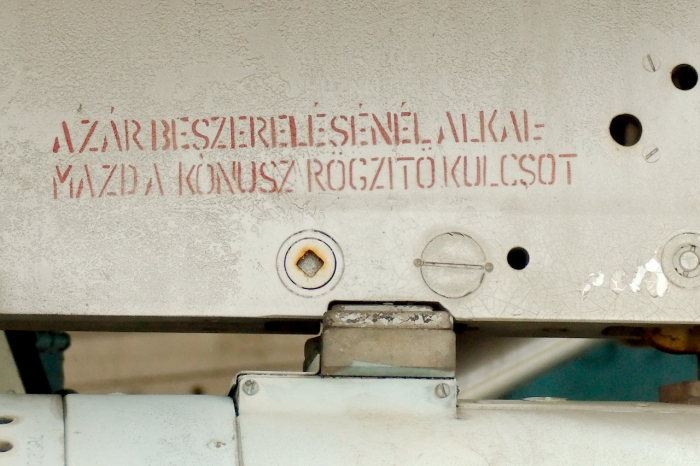 A ZÁR BESZERELÉSÉNÉL ALKAL=
MAZD A KÓNUSZ RÖGZÍTŐ KULCSOT